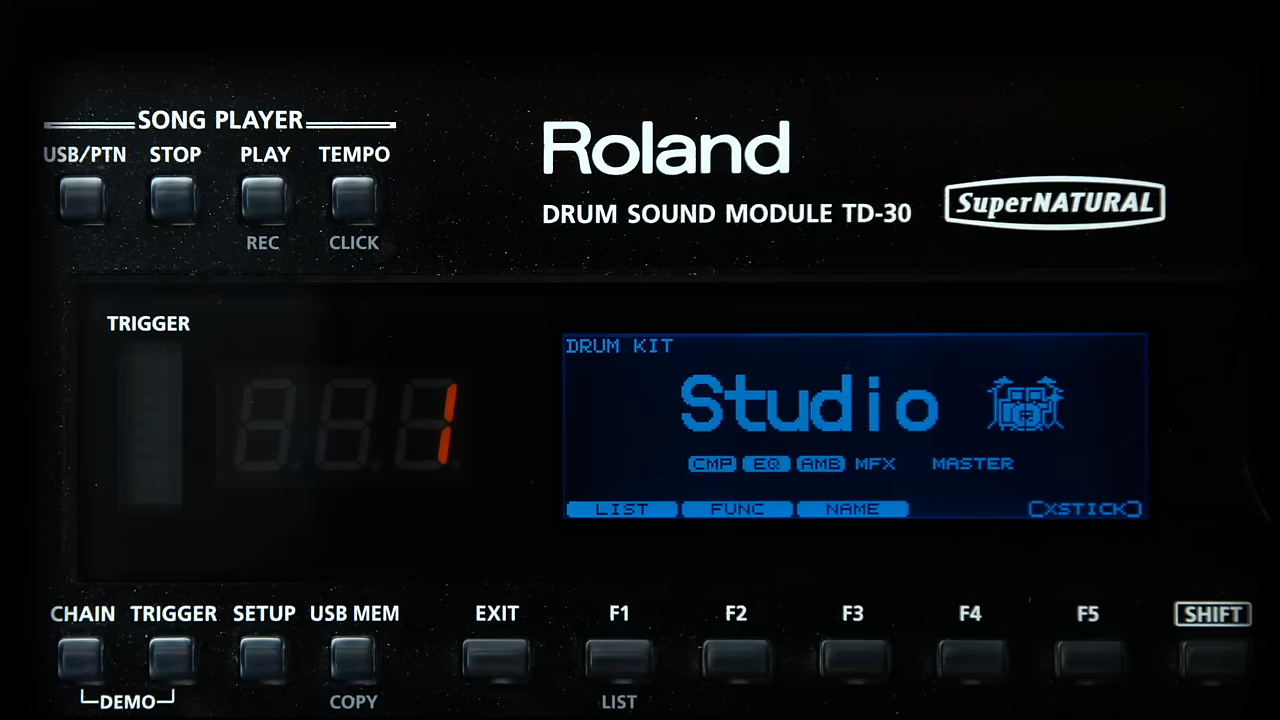 SONG PLAYER
USB/PTN STOP PLAY TEMPO
REC CLICK
Roland
DRUM SOUND MODULE TD-30
SuperNATURAL
TRIGGER
1
DRUM KIT
Studio
CMP EQ AMB MFX MASTER
LIST FUNC NAME XSTICK
CHAIN TRIGGER SETUP USB MEM EXIT F1 F2 F3 F4 F5 SHIFT
DEMO COPY LIST